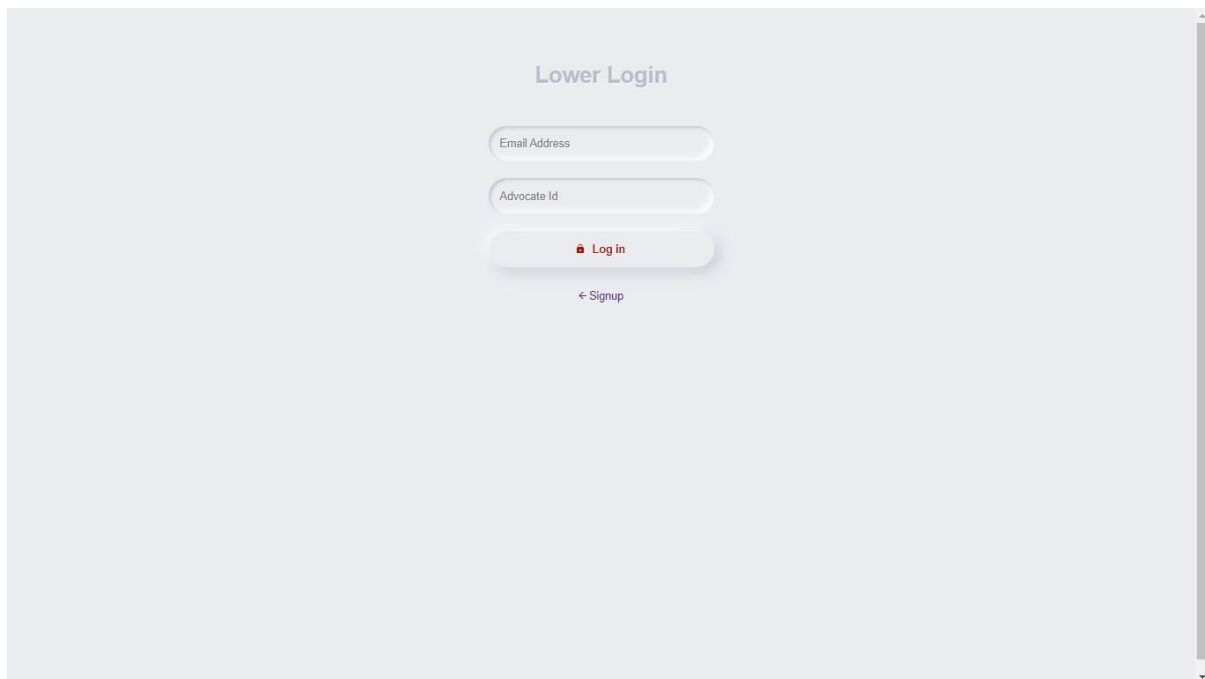 Lower Login
Email Address
Advocate Id
Log in
← Signup